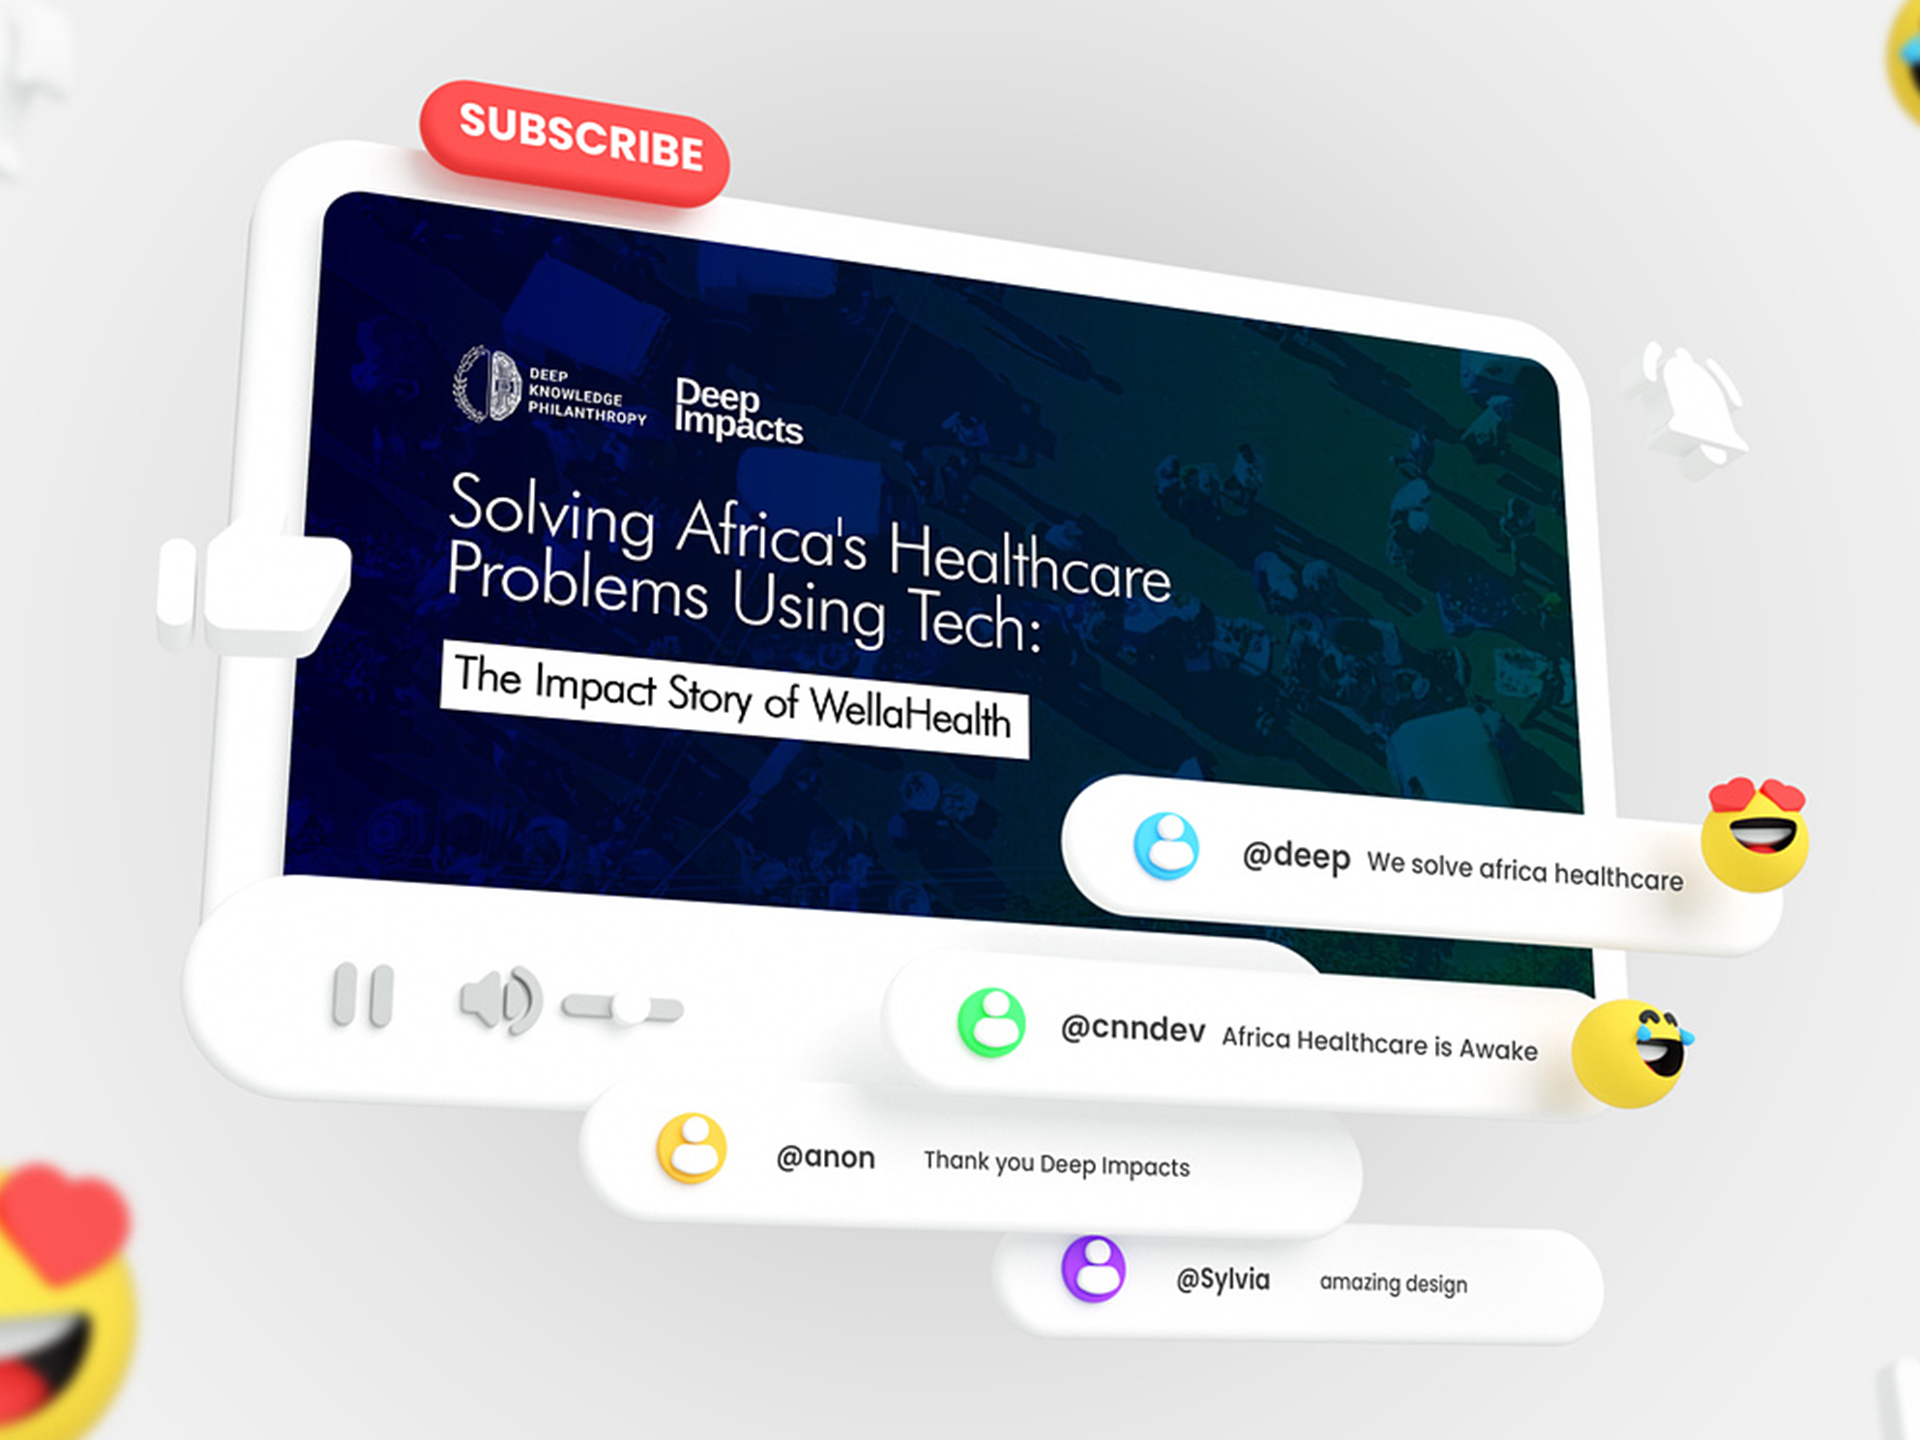 SUBSCRIBE
DEEP
KNOWLEDGE
PHILANTHROPY
Deep
Impacts
Solving Africa's Healthcare
Problems Using Tech:
The Impact Story of WellaHealth
@deep We solve africa healthcare
@cnndev Africa Healthcare is Awake
@anon Thank you Deep Impacts
@Sylvia amazing design